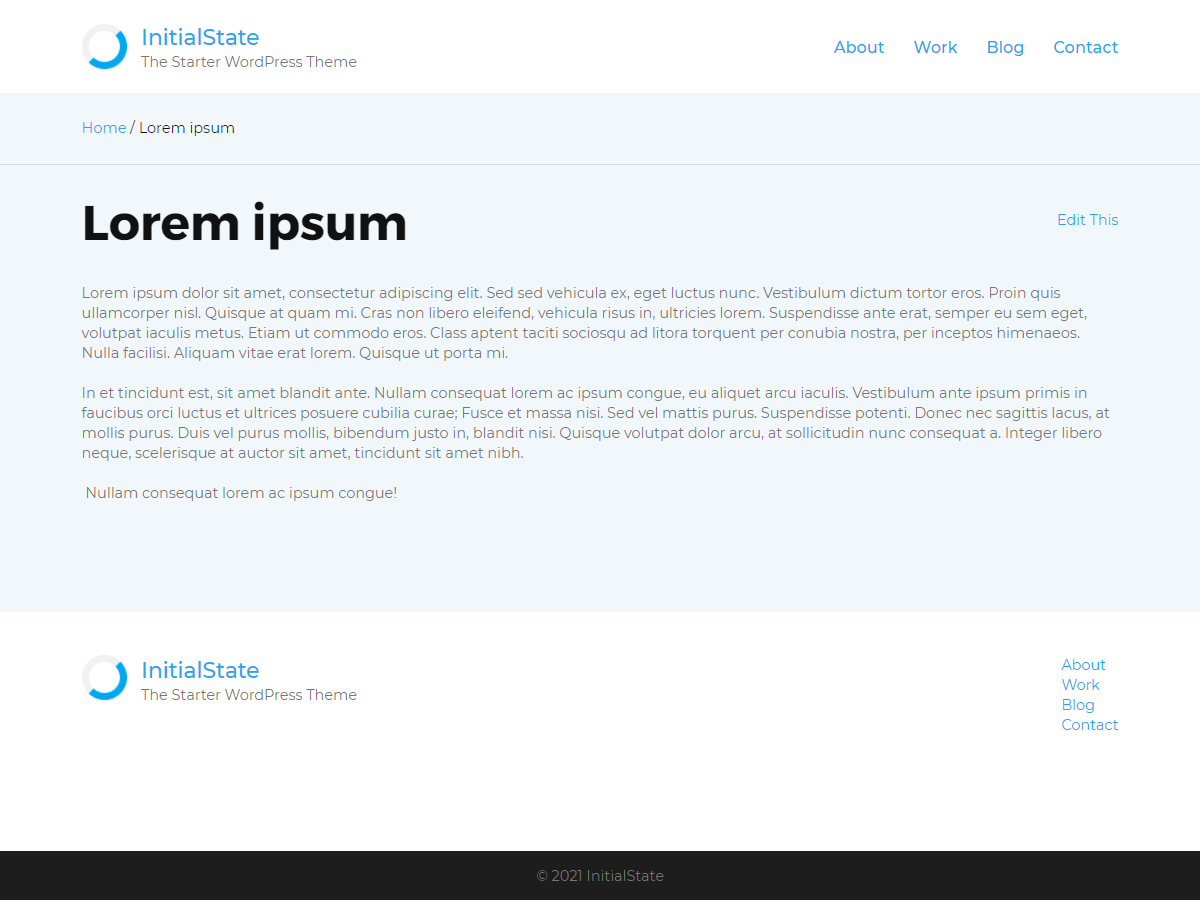 InitialState
The Starter WordPress Theme
About Work Blog Contact
Home / Lorem ipsum
Lorem ipsum
Edit This
Lorem ipsum dolor sit amet, consectetur adipiscing elit. Sed sed vehicula ex, eget luctus nunc. Vestibulum dictum tortor eros. Proin quis
ullamcorper nisl. Quisque at quam mi. Cras non libero eleifend, vehicula risus in, ultricies lorem. Suspendisse ante erat, semper eu sem eget,
volutpat iaculis metus. Etiam ut commodo eros. Class aptent taciti sociosqu ad litora torquent per conubia nostra, per inceptos himenaeos.
Nulla facilisi. Aliquam vitae erat lorem. Quisque ut porta mi.
In et tincidunt est, sit amet blandit ante. Nullam consequat lorem ac ipsum congue, eu aliquet arcu iaculis. Vestibulum ante ipsum primis in
faucibus orci luctus et ultrices posuere cubilia curae; Fusce et massa nisi. Sed vel mattis purus. Suspendisse potenti. Donec nec sagittis lacus, at
mollis purus. Duis vel purus mollis, bibendum justo in, blandit nisi. Quisque volutpat dolor arcu, at sollicitudin nunc consequat a. Integer libero
neque, scelerisque at auctor sit amet, tincidunt sit amet nibh.
Nullam consequat lorem ac ipsum congue!
InitialState
The Starter WordPress Theme
About
Work
Blog
Contact
© 2021 InitialState